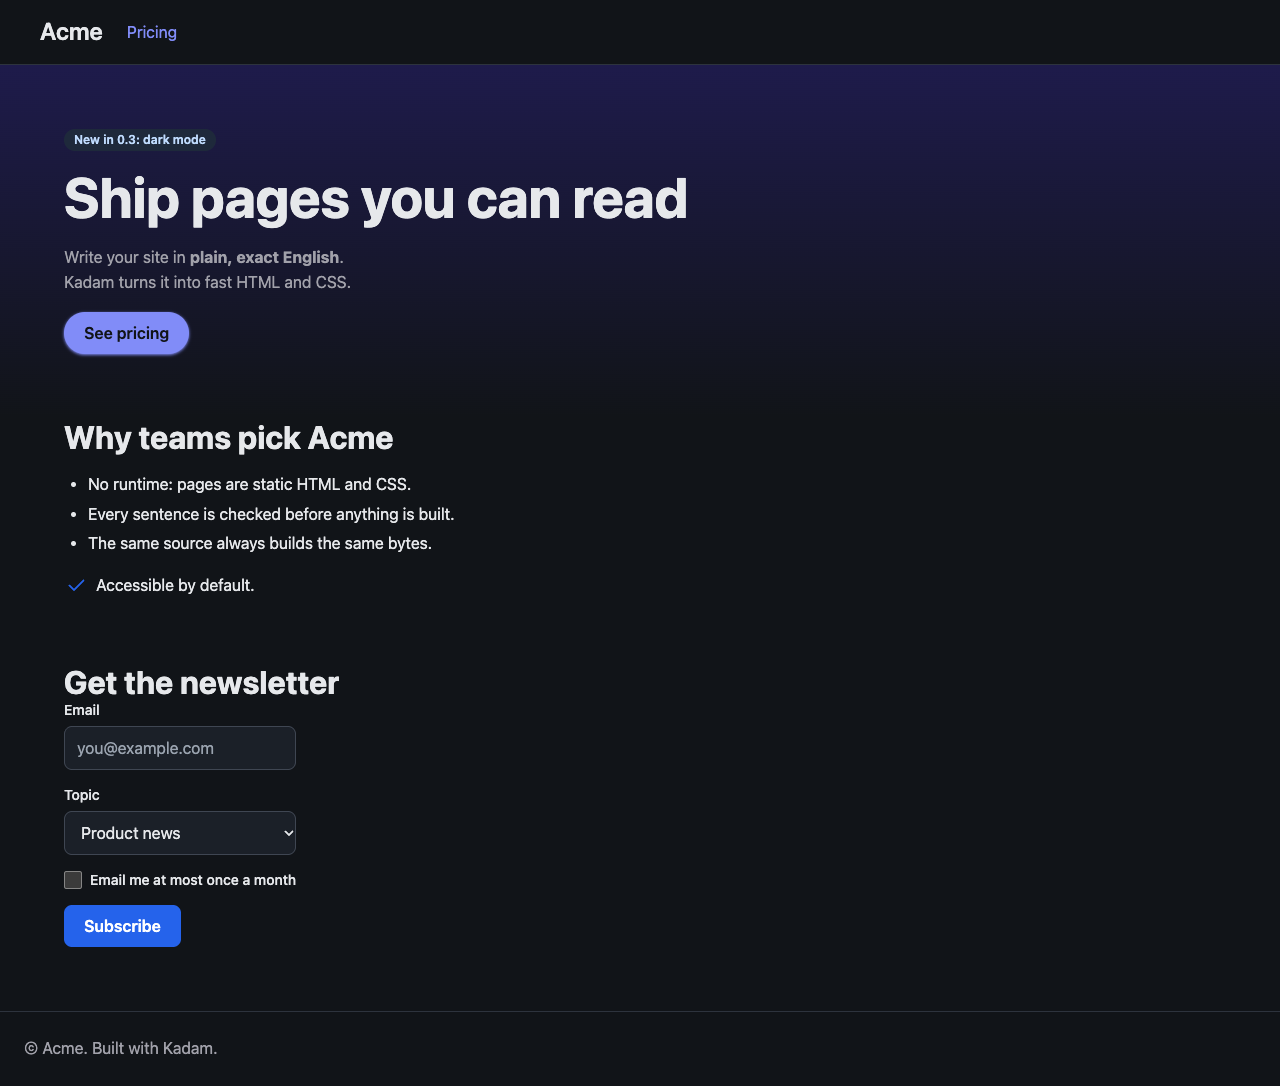 Acme
Pricing
New in 0.3: dark mode
Ship pages you can read
Write your site in plain, exact English.
Kadam turns it into fast HTML and CSS.
See pricing
Why teams pick Acme
• No runtime: pages are static HTML and CSS.
• Every sentence is checked before anything is built.
• The same source always builds the same bytes.
Accessible by default.
Get the newsletter
Email
you@example.com
Topic
Product news
Email me at most once a month
Subscribe
© Acme. Built with Kadam.